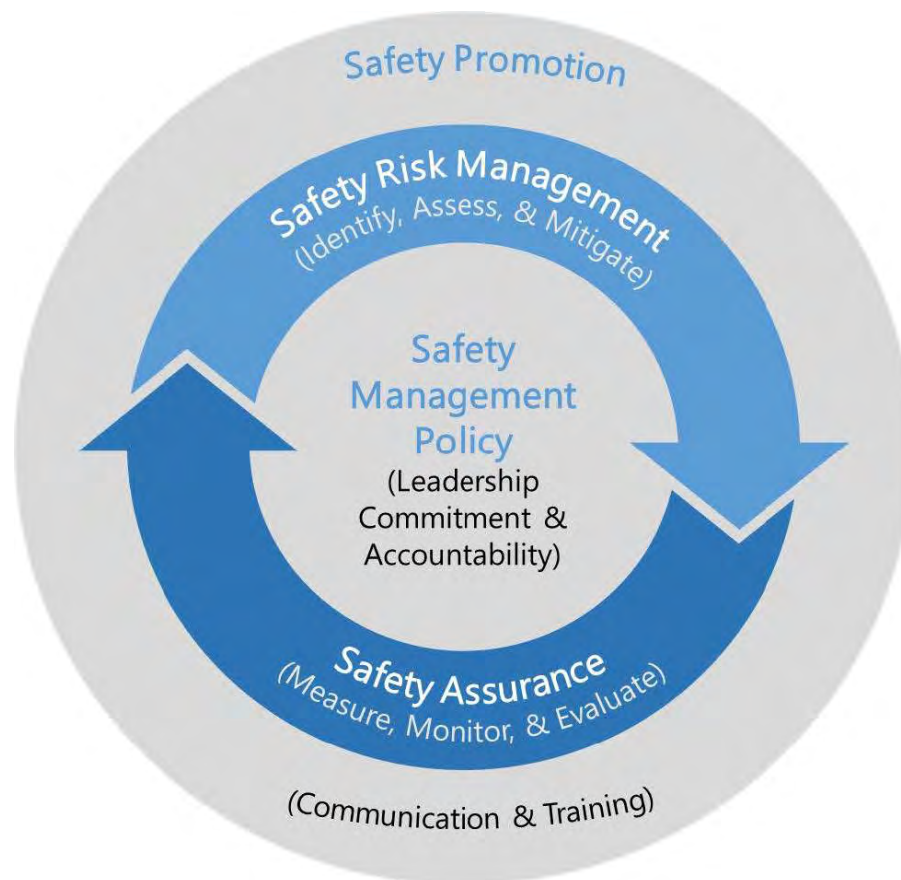 Safety Promotion
Safety Risk Management
(Identify, Assess, & Mitigate)
Safety
Management
Policy
(Leadership
Commitment &
Accountability)
Safety Assurance
(Measure, Monitor, & Evaluate)
(Communication & Training)